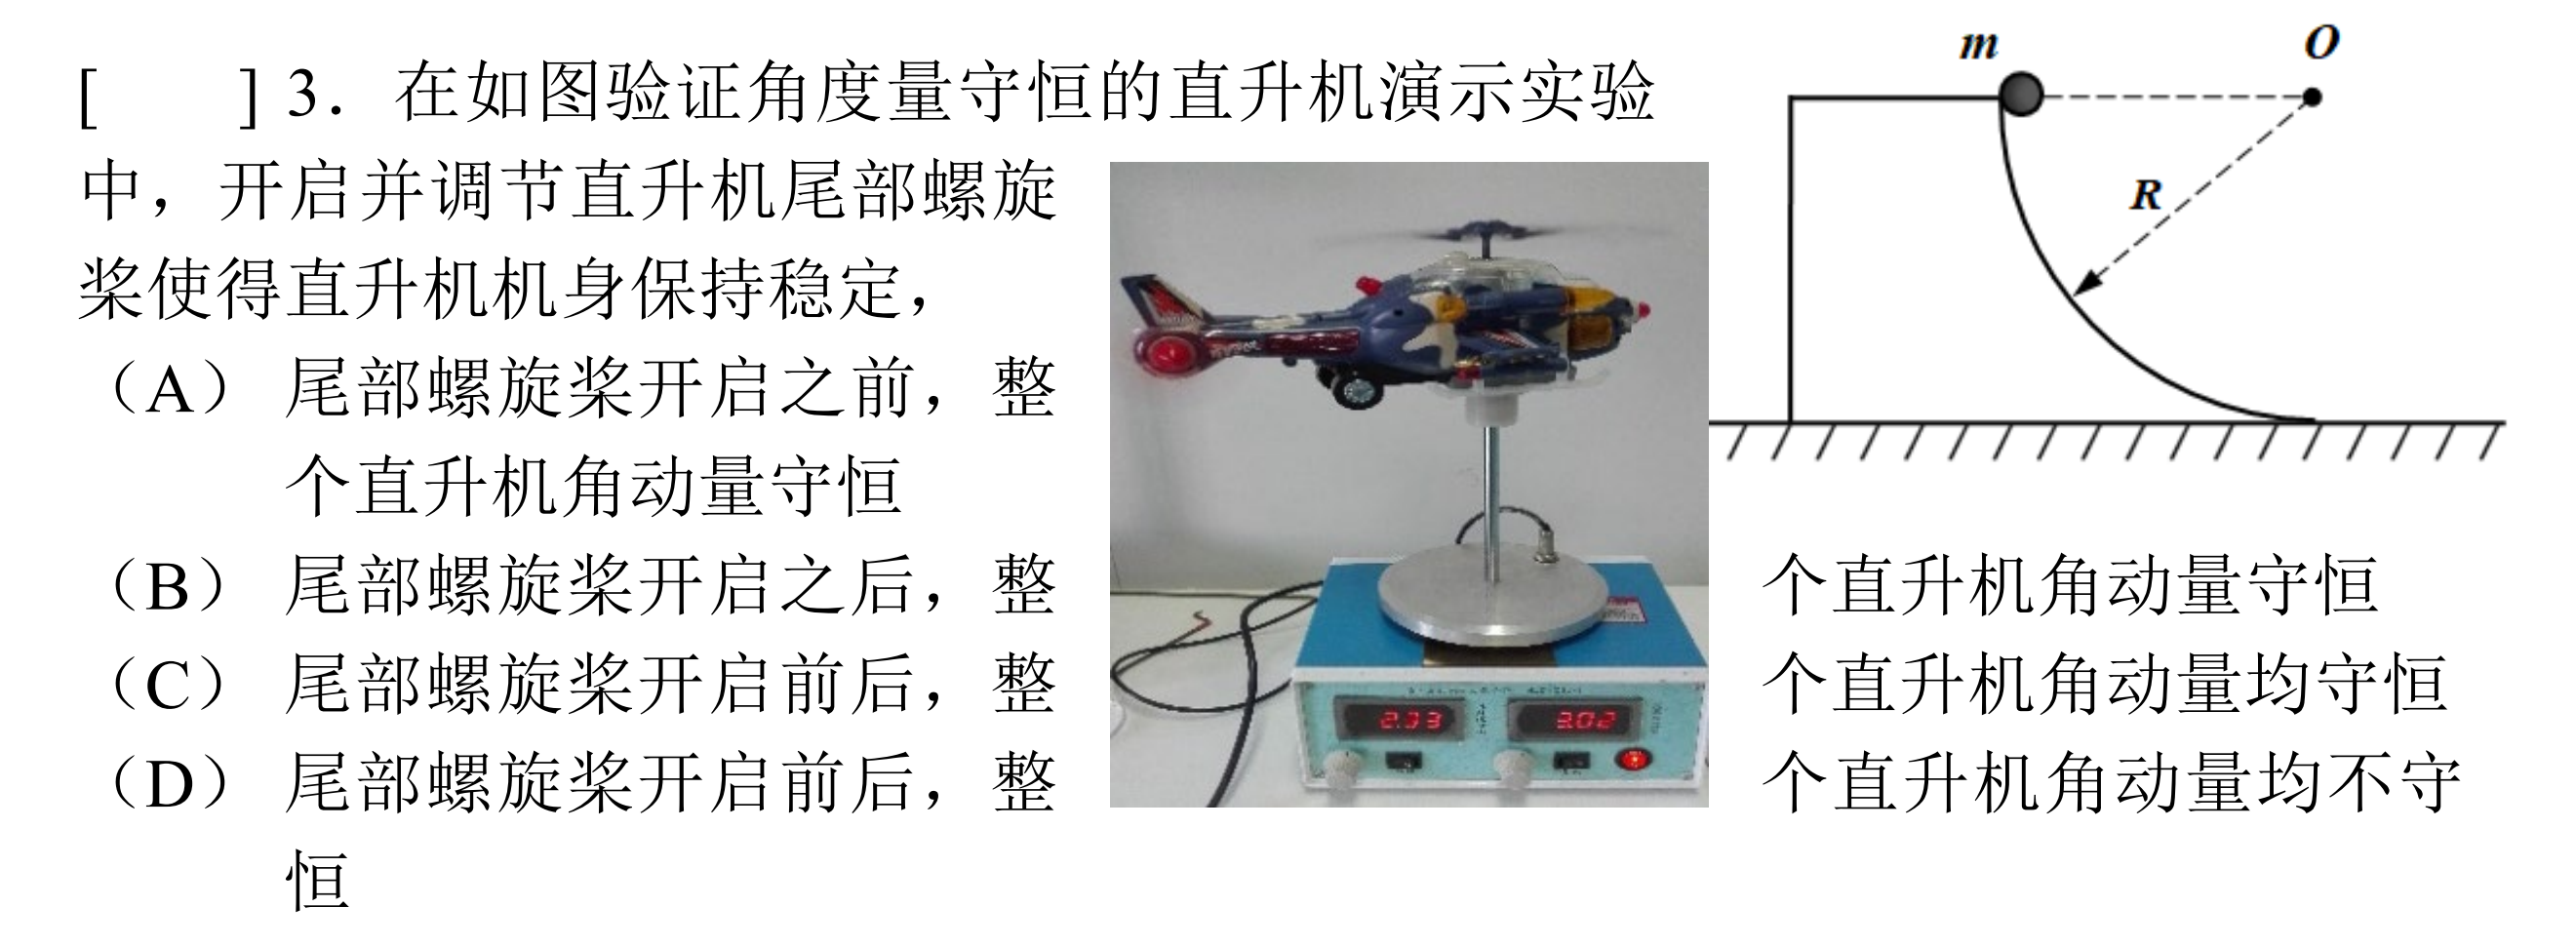 [ ] 3. 在如图验证角度量守恒的直升机演示实验
中，开启并调节直升机尾部螺旋
桨使得直升机机身保持稳定，
（A） 尾部螺旋桨开启之前，整
个直升机角动量守恒
（B） 尾部螺旋桨开启之后，整 个直升机角动量守恒
（C） 尾部螺旋桨开启前后，整 个直升机角动量均守恒
（D） 尾部螺旋桨开启前后，整 个直升机角动量均不守
恒
m
O
R
2.33
3.02